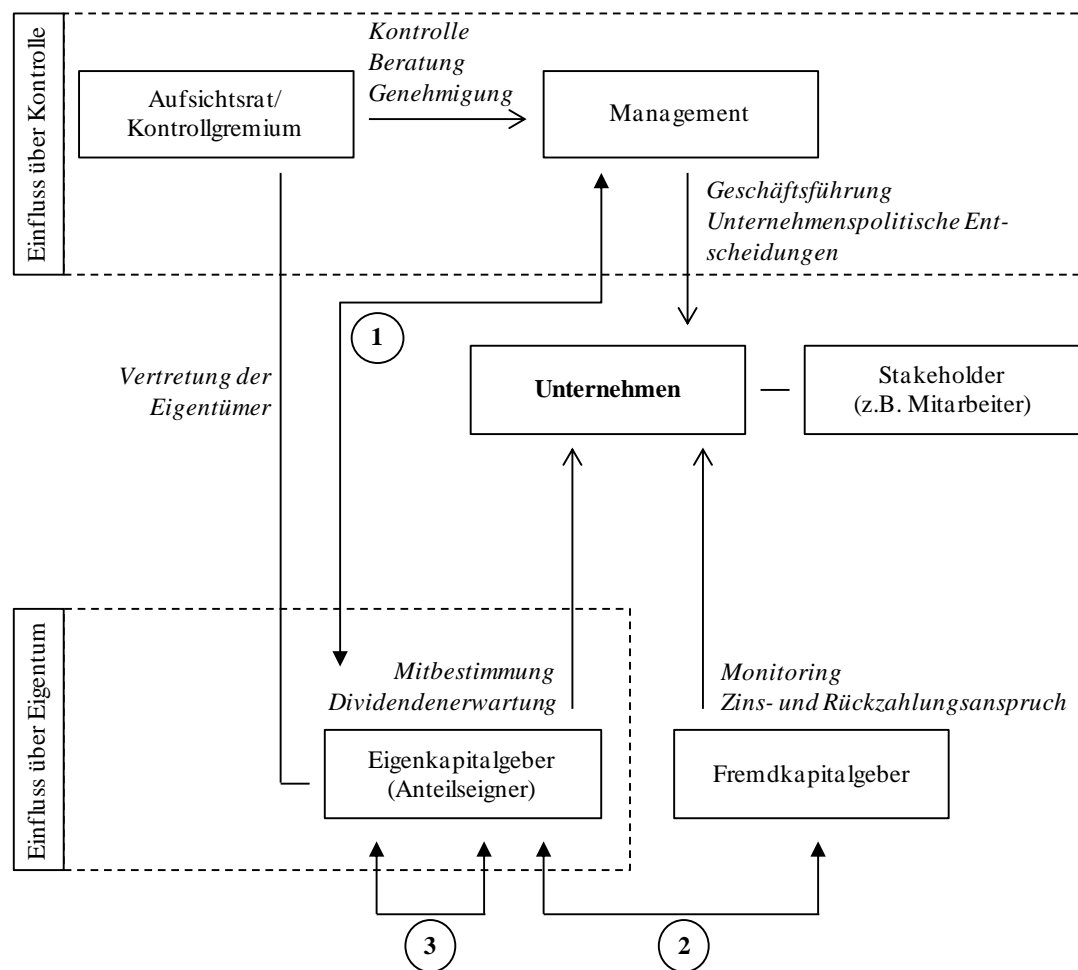 Einfluss über Kontrolle
Kontrolle
Beratung
Genehmigung
Aufsichtsrat/
Kontrollgremium
Management
Geschäftsführung
Unternehmenspolitische Ent-
scheidungen
1
Vertretung der
Eigentümer
Unternehmen
Stakeholder
(z.B. Mitarbeiter)
Einfluss über Eigentum
Mitbestimmung
Dividendenerwartung
Monitoring
Zins- und Rückzahlungsanspruch
Eigenkapitalgeber
(Anteilseigner)
Fremdkapitalgeber
3
2